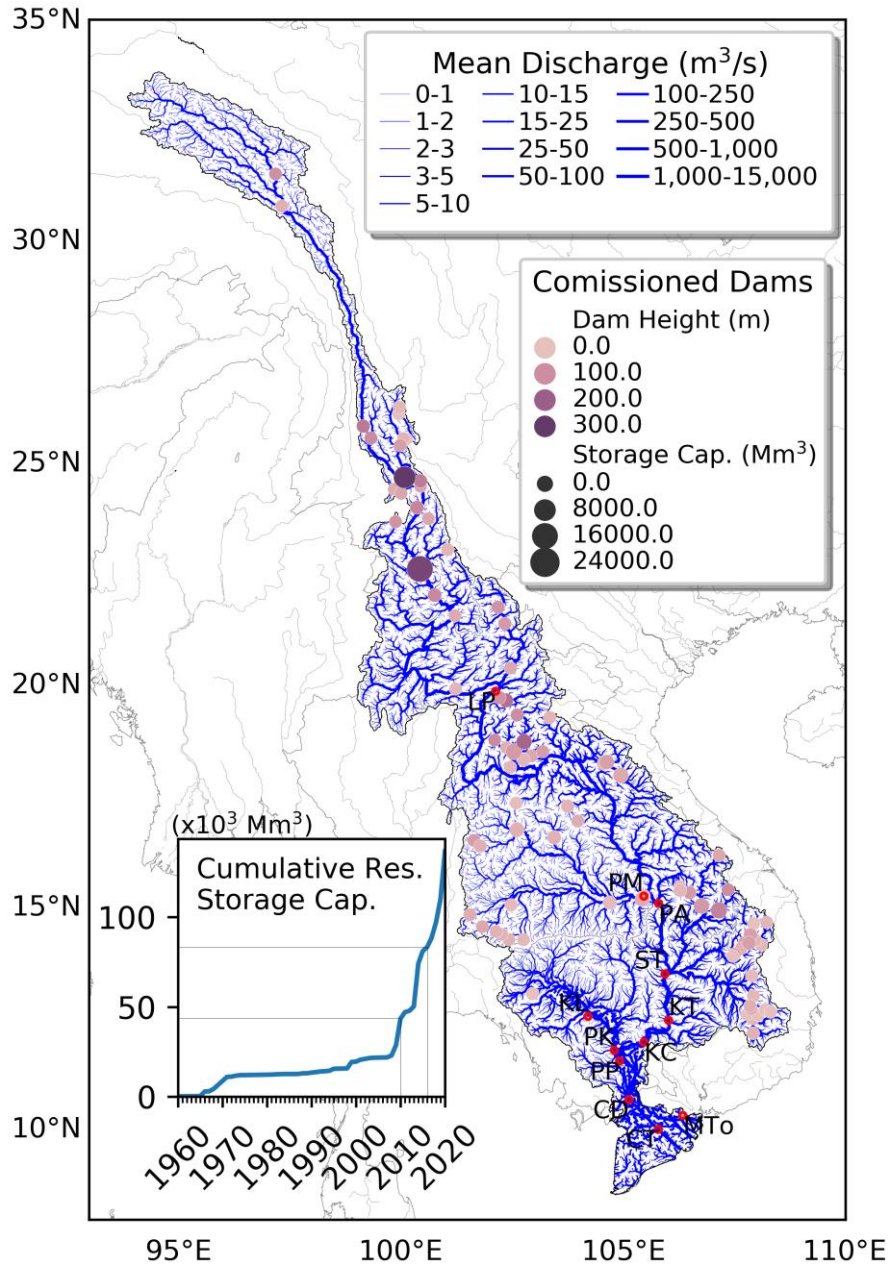 35°N
30°N
25°N
20°N
15°N
10°N
Mean Discharge (m³/s)
0-1
1-2
2-3
3-5
5-10
10-15
15-25
25-50
50-100
100-250
250-500
500-1,000
1,000-15,000
Comissioned Dams
Dam Height (m)
0.0
100.0
200.0
300.0
Storage Cap. (Mm³)
0.0
8000.0
16000.0
24000.0
LP
PM
PA
ST
KL
KT
PK
KC
PP
CD
MTo
CT
(x10³ Mm³)
Cumulative Res.
Storage Cap.
100
50
0
1960
1970
1980
1990
2000
2010
2020
95°E
100°E
105°E
110°E